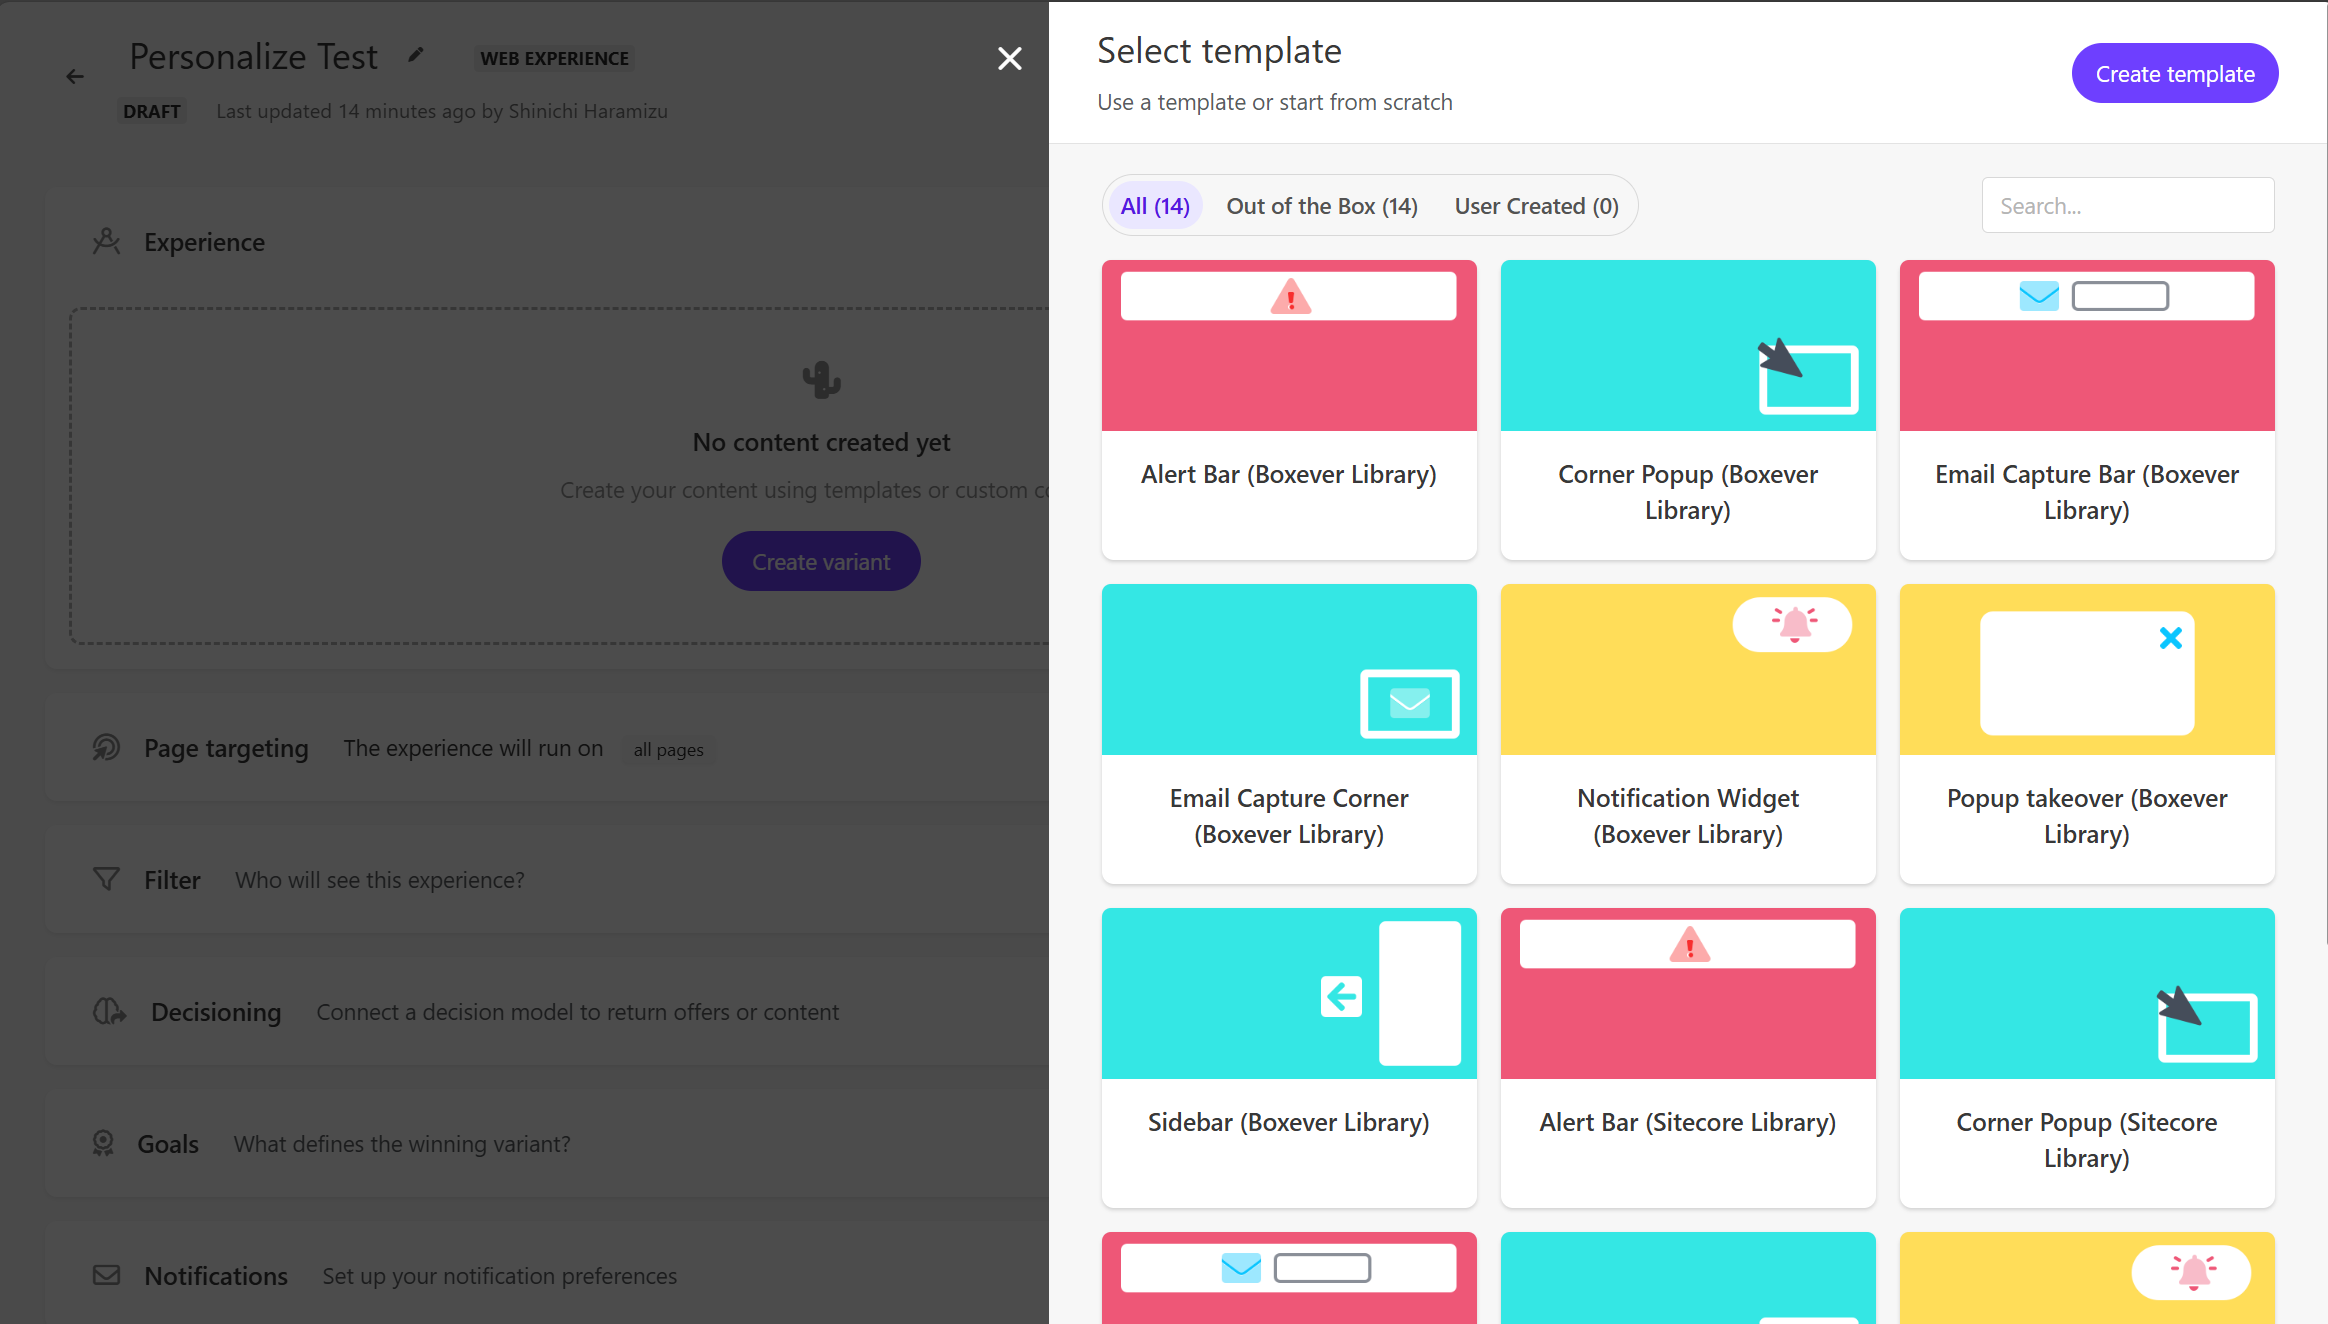 Personalize Test
WEB EXPERIENCE
DRAFT
Last updated 14 minutes ago by Shinichi Haramizu
Experience
No content created yet
Create your content using templates or custom
Create variant
Page targeting
The experience will run on
all pages
Filter
Who will see this experience?
Decisioning
Connect a decision model to return offers or content
Goals
What defines the winning variant?
Notifications
Set up your notification preferences
Select template
Use a template or start from scratch
Create template
All (14)
Out of the Box (14)
User Created (0)
Search...
Alert Bar (Boxever Library)
Corner Popup (Boxever
Library)
Email Capture Bar (Boxever
Library)
Email Capture Corner
(Boxever Library)
Notification Widget
(Boxever Library)
Popup takeover (Boxever
Library)
Sidebar (Boxever Library)
Alert Bar (Sitecore Library)
Corner Popup (Sitecore
Library)